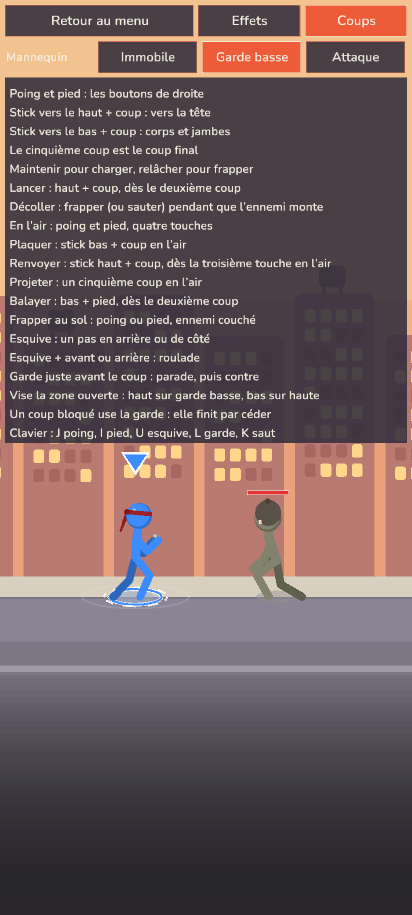 Retour au menu
Effets
Coups
Mannequin
Immobile
Garde basse
Attaque
Poing et pied : les boutons de droite
Stick vers le haut + coup : vers la tête
Stick vers le bas + coup : corps et jambes
Le cinquième coup est le coup final
Maintenir pour charger, relâcher pour frapper
Lancer : haut + coup, dès le deuxième coup
Décoller : frapper (ou sauter) pendant que l'ennemi monte
En l'air : poing et pied, quatre touches
Plaquer : stick bas + coup en l'air
Renvoyer : stick haut + coup, dès la troisième touche en l'air
Projeter : un cinquième coup en l'air
Balayer : bas + pied, dès le deuxième coup
Frapper au sol : poing ou pied, ennemi couché
Esquive : un pas en arrière ou de côté
Esquive + avant ou arrière : roulade
Garde juste avant le coup : parade, puis contre
Vise la zone ouverte : haut sur garde basse, bas sur haute
Un coup bloqué use la garde : elle finit par céder
Clavier : J poing, I pied, U esquive, L garde, K saut